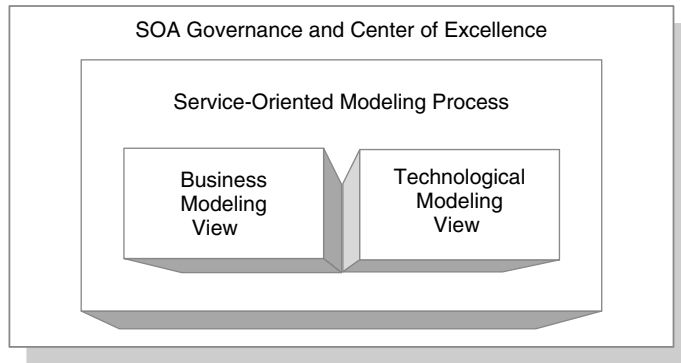 SOA Governance and Center of Excellence
Service-Oriented Modeling Process
Business
Modeling
View
Technological
Modeling
View